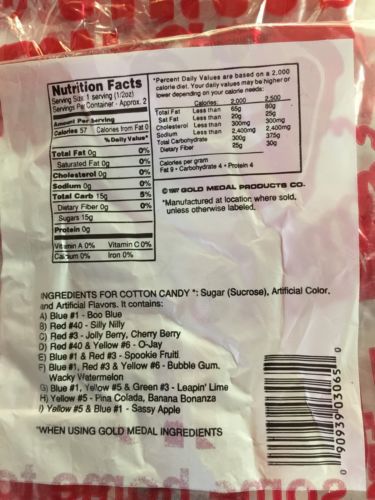 Nutrition Facts
Serving Size 1 serving (1/2oz)
Servings Per Container - Approx. 2
Amount Per Serving
Calories 57 Calories from Fat 0
% Daily Value*
Total Fat 0g 0%
Saturated Fat 0g 0%
Cholesterol 0g 0%
Sodium 0g 0%
Total Carb 15g 5%
Dietary Fiber 0g 0%
Sugars 15g
Protein 0g
Vitamin A 0% Vitamin C 0%
Calcium 0% Iron 0%
*Percent Daily Values are based on a 2,000
calorie diet. Your daily values may be higher or
lower depending on your calorie needs:
Calories: 2,000 2,500
Total Fat Less than 65g 80g
Sat Fat Less than 20g 25g
Cholesterol Less than 300mg 300mg
Sodium Less than 2,400mg 2,400mg
Total Carbohydrate 300g 375g
Dietary Fiber 25g 30g
Calories per gram
Fat 9 • Carbohydrate 4 • Protein 4
©1997 GOLD MEDAL PRODUCTS CO.
*Manufactured at location where sold,
unless otherwise labeled.
INGREDIENTS FOR COTTON CANDY *: Sugar (Sucrose), Artificial Color,
and Artificial Flavors. It contains:
A) Blue #1 - Boo Blue
B) Red #40 - Silly Nilly
C) Red #3 - Jolly Berry, Cherry Berry
D) Red #40 & Yellow #6 - O-Jay
E) Blue #1 & Red #3 - Spookie Fruiti
F) Blue #1, Red #3 & Yellow #6 - Bubble Gum,
Wacky Watermelon
G) Blue #1, Yellow #5 & Green #3 - Leapin' Lime
H) Yellow #5 - Pina Colada, Banana Bonanza
I) Yellow #5 & Blue #1 - Sassy Apple
*WHEN USING GOLD MEDAL INGREDIENTS
0 90939 03065 0